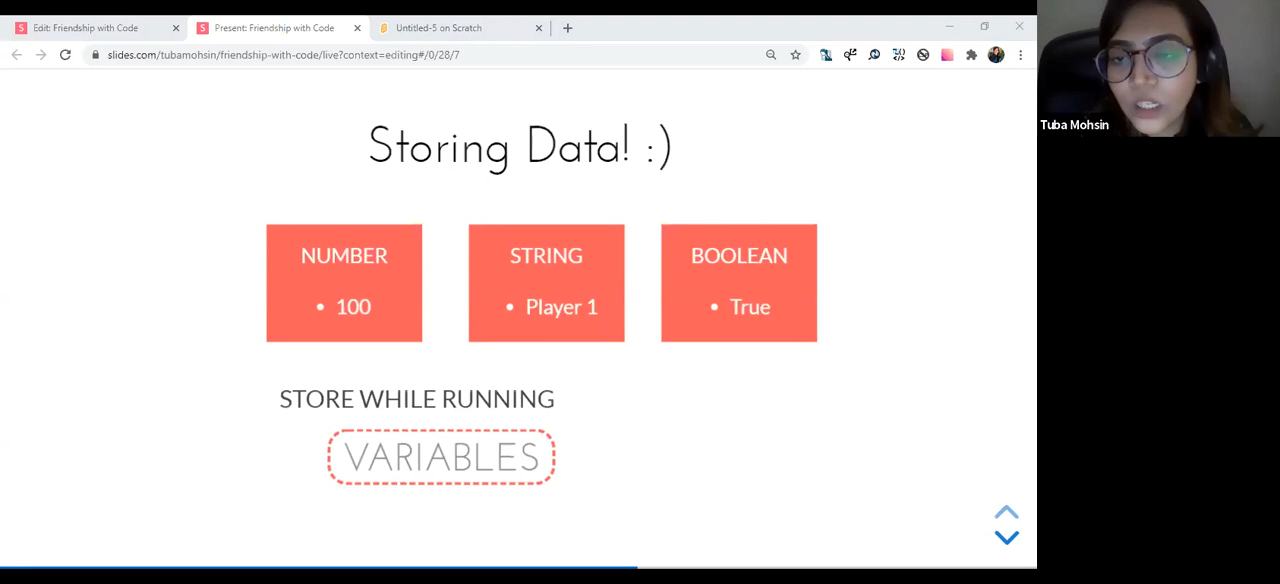 Edit: Friendship with Code
Present: Friendship with Code
Untitled-5 on Scratch
slides.com/tubamohsin/friendship-with-code/live?context=editing#/0/28/7
Tuba Mohsin
Storing Data! :)
NUMBER
• 100
STRING
• Player 1
BOOLEAN
• True
STORE WHILE RUNNING
VARIABLES